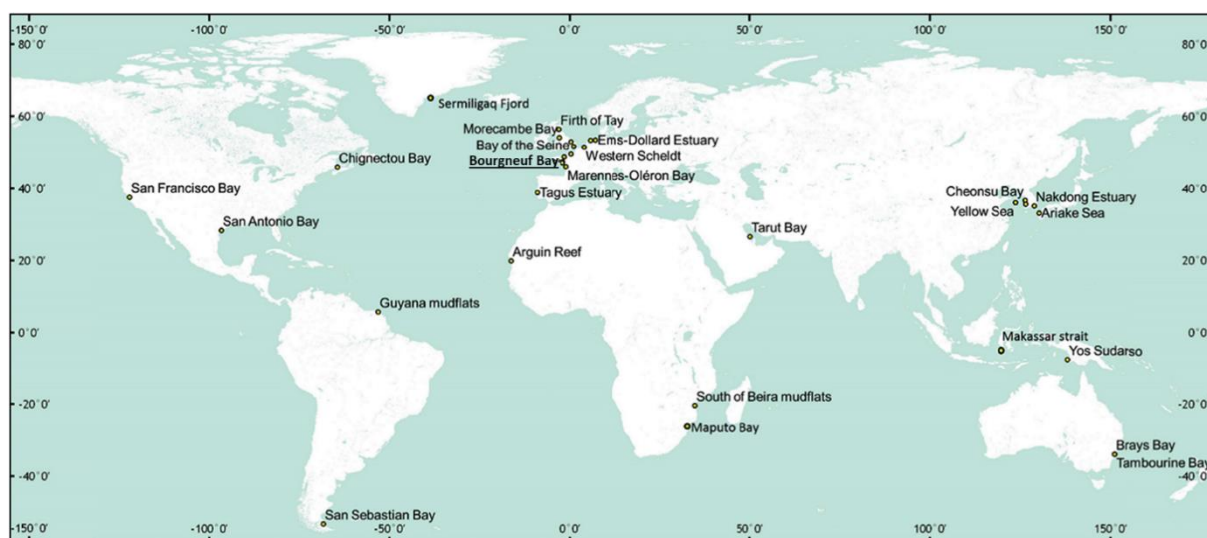 -150°0' -100°0' -50°0' 0°0' 50°0' 100°0' 150°0'
80°0' 80°0'
Sermiligaq Fjord
60°0' Firth of Tay 60°0'
Morecambe Bay Ems-Dollard Estuary
Bay of the Seine Western Scheldt
Chignectou Bay Bourgneuf Bay
Marennes-Oléron Bay
San Francisco Bay Tagus Estuary Cheonsu Bay Nakdong Estuary
40°0' 40°0'
Yellow Sea Ariake Sea
San Antonio Bay Tarut Bay
Arguin Reef
20°0' 20°0'
Guyana mudflats
0°0' Makassar strait 0°0'
Yos Sudarso
-20°0' South of Beira mudflats -20°0'
Maputo Bay
Brays Bay
Tambourine Bay
-40°0' -40°0'
San Sebastian Bay
-150°0' -100°0' -50°0' 0°0' 50°0' 100°0' 150°0'